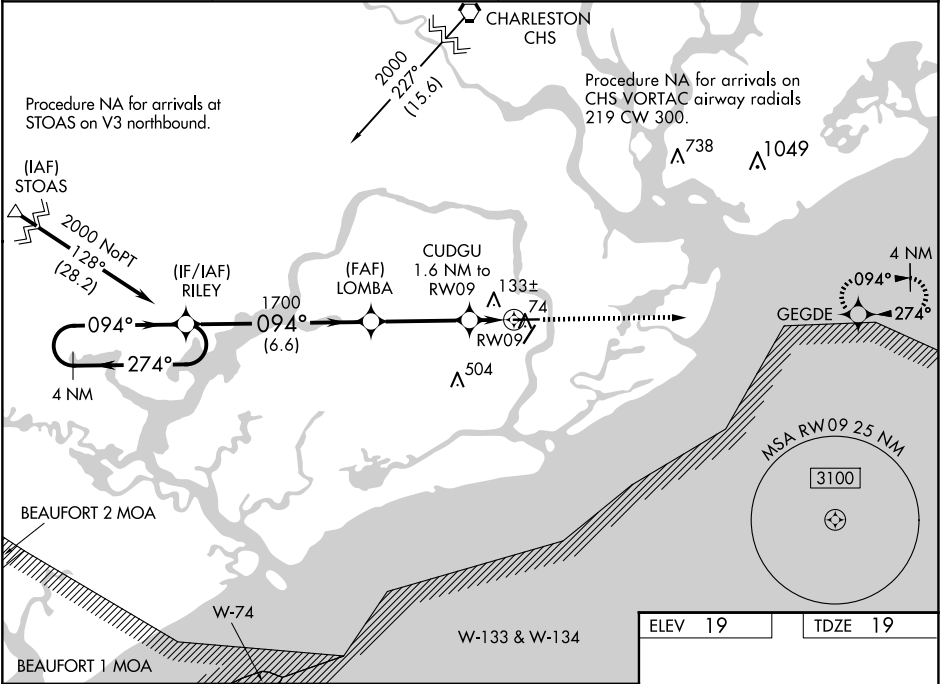 CHARLESTON
CHS
2000
227°
(15.6)
Procedure NA for arrivals at
STOAS on V3 northbound.
Procedure NA for arrivals on
CHS VORTAC airway radials
219 CW 300.
738
1049
(IAF)
STOAS
2000 NoPT
128°
(28.2)
(IF/IAF)
RILEY
094°
274°
4 NM
1700
094°
(6.6)
(FAF)
LOMBA
CUDGU
1.6 NM to
RW09
133±
74
RW09
504
4 NM
094°
GEGDE
274°
MSA RW09 25 NM
3100
BEAUFORT 2 MOA
W-74
W-133 & W-134
BEAUFORT 1 MOA
ELEV 19
TDZE 19